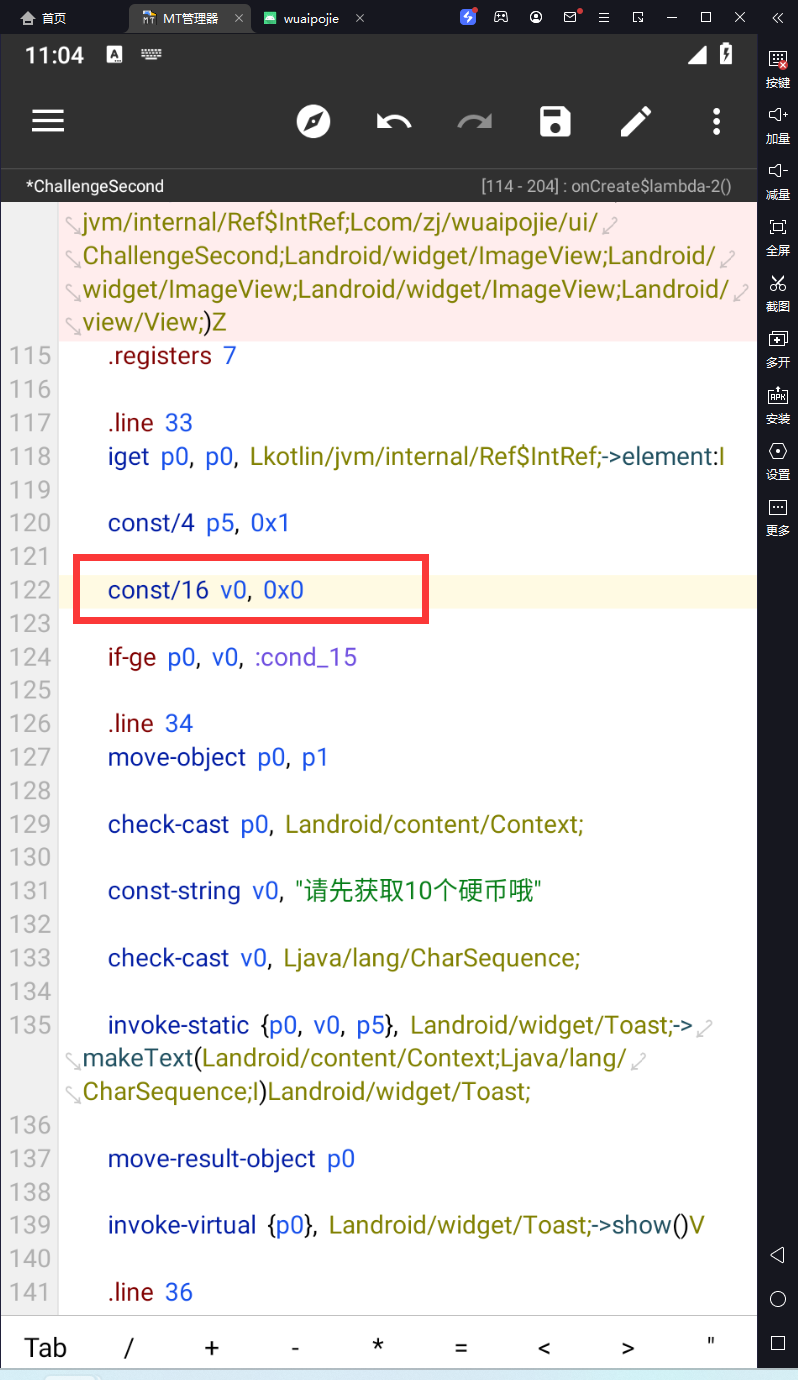 首页
MT管理器
wuaipojie
11:04
A
*ChallengeSecond
[114 - 204] : onCreate$lambda-2()
jvm/internal/Ref$IntRef;Lcom/zj/wuaipojie/ui/
ChallengeSecond;Landroid/widget/ImageView;Landroid/
widget/ImageView;Landroid/widget/ImageView;Landroid/
view/View;)Z
115 .registers 7
116
117 .line 33
118 iget p0, p0, Lkotlin/jvm/internal/Ref$IntRef;->element:I
119
120 const/4 p5, 0x1
121
122 const/16 v0, 0x0
123
124 if-ge p0, v0, :cond_15
125
126 .line 34
127 move-object p0, p1
128
129 check-cast p0, Landroid/content/Context;
130
131 const-string v0, "请先获取10个硬币哦"
132
133 check-cast v0, Ljava/lang/CharSequence;
134
135 invoke-static {p0, v0, p5}, Landroid/widget/Toast;->
makeText(Landroid/content/Context;Ljava/lang/
CharSequence;I)Landroid/widget/Toast;
136
137 move-result-object p0
138
139 invoke-virtual {p0}, Landroid/widget/Toast;->show()V
140
141 .line 36
Tab / + - * = < > "
按键
加量
减量
全屏
截图
多开
APK
安装
设置
更多